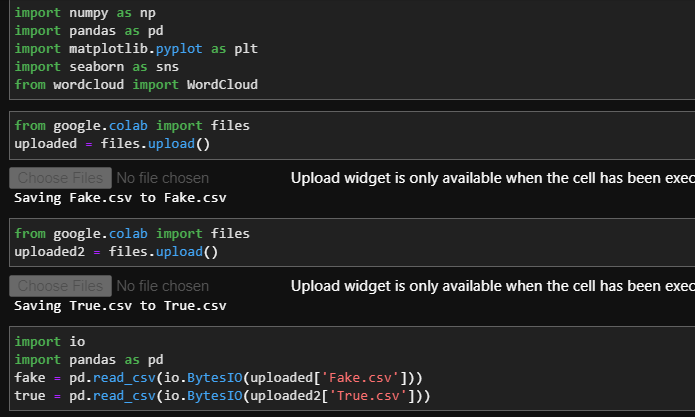 import numpy as np
import pandas as pd
import matplotlib.pyplot as plt
import seaborn as sns
from wordcloud import WordCloud
from google.colab import files
uploaded = files.upload()
Choose Files No file chosen Upload widget is only available when the cell has been exec
Saving Fake.csv to Fake.csv
from google.colab import files
uploaded2 = files.upload()
Choose Files No file chosen Upload widget is only available when the cell has been exec
Saving True.csv to True.csv
import io
import pandas as pd
fake = pd.read_csv(io.BytesIO(uploaded['Fake.csv']))
true = pd.read_csv(io.BytesIO(uploaded2['True.csv']))